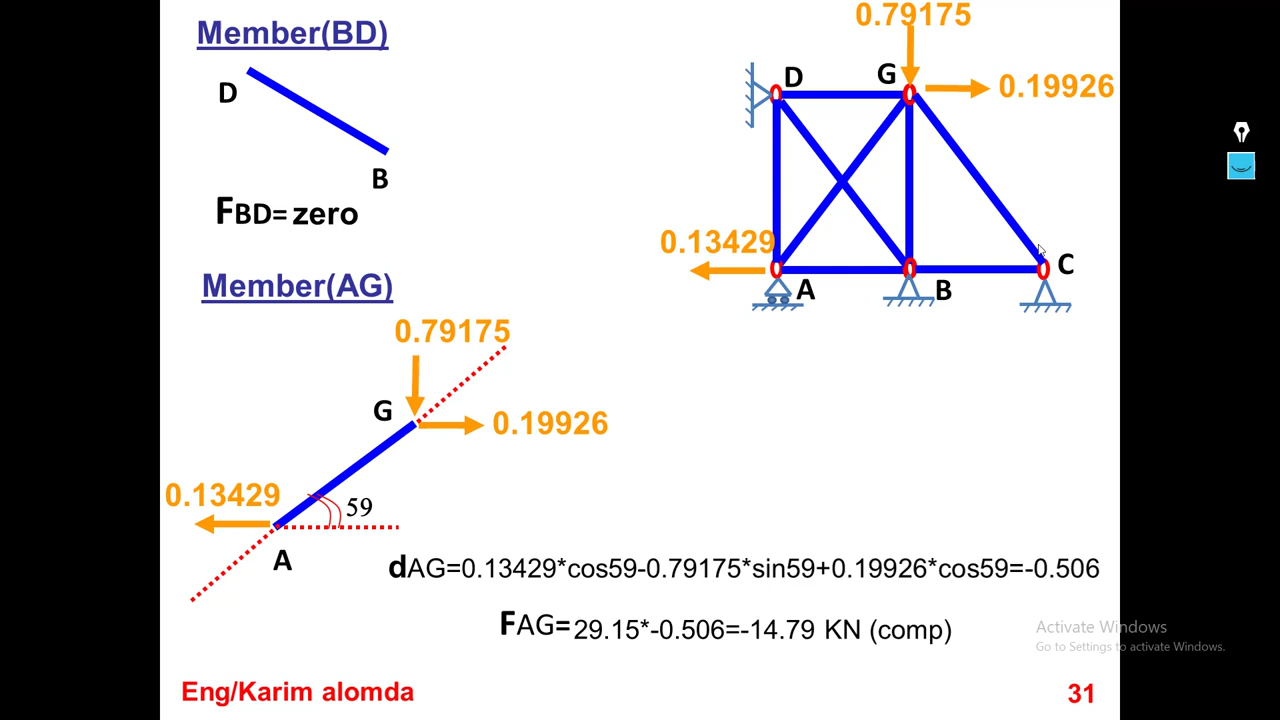 Member(BD)
D
B
FBD= zero
0.79175
D
G
0.19926
0.13429
A
B
C
Member(AG)
0.79175
G
0.19926
0.13429
59
A
dAG=0.13429*cos59-0.79175*sin59+0.19926*cos59=-0.506
FAG= 29.15*-0.506=-14.79 KN (comp)
Activate Windows
Go to Settings to activate Windows.
Eng/Karim alomda
31